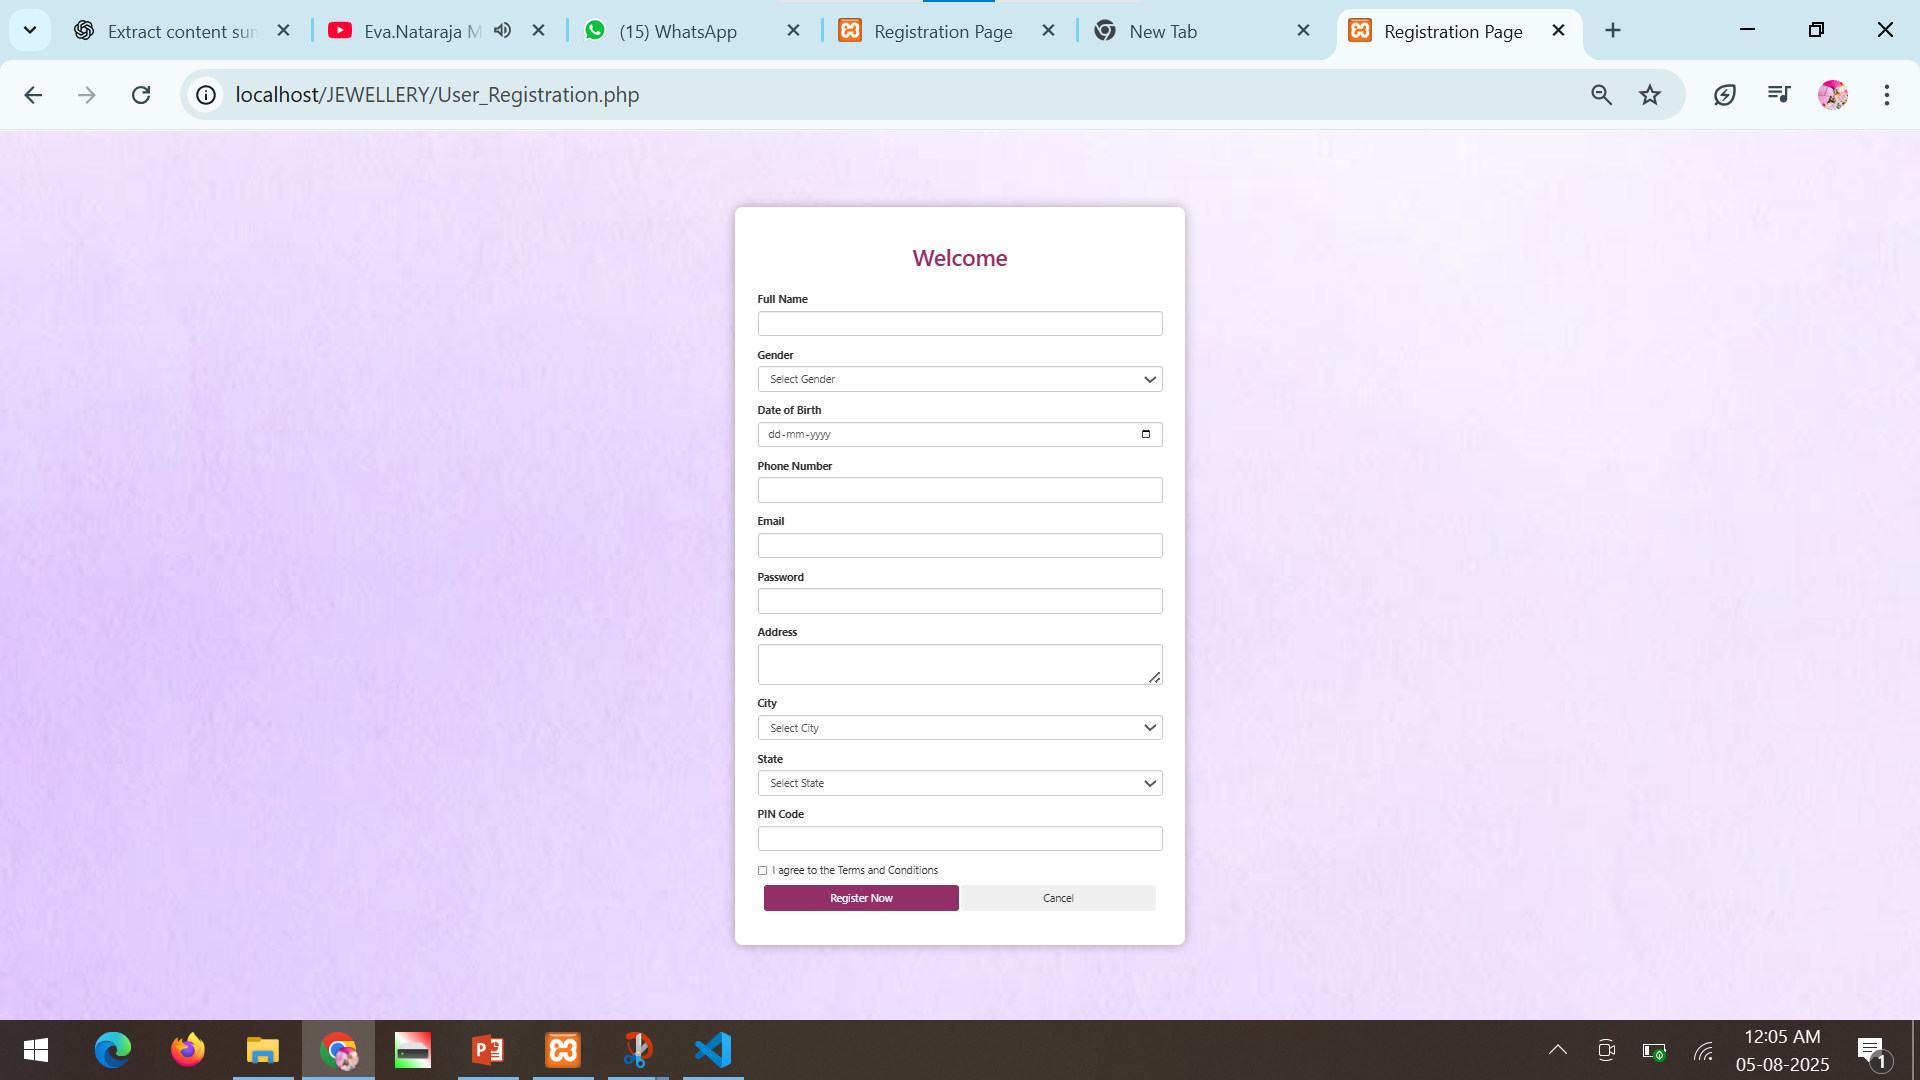 Extract content sum
Eva.Nataraja M
(15) WhatsApp
Registration Page
New Tab
Registration Page
localhost/JEWELLERY/User_Registration.php
Welcome
Full Name
Gender
Select Gender
Date of Birth
dd-mm-yyyy
Phone Number
Email
Password
Address
City
Select City
State
Select State
PIN Code
I agree to the Terms and Conditions
Register Now
Cancel
12:05 AM
05-08-2025
1